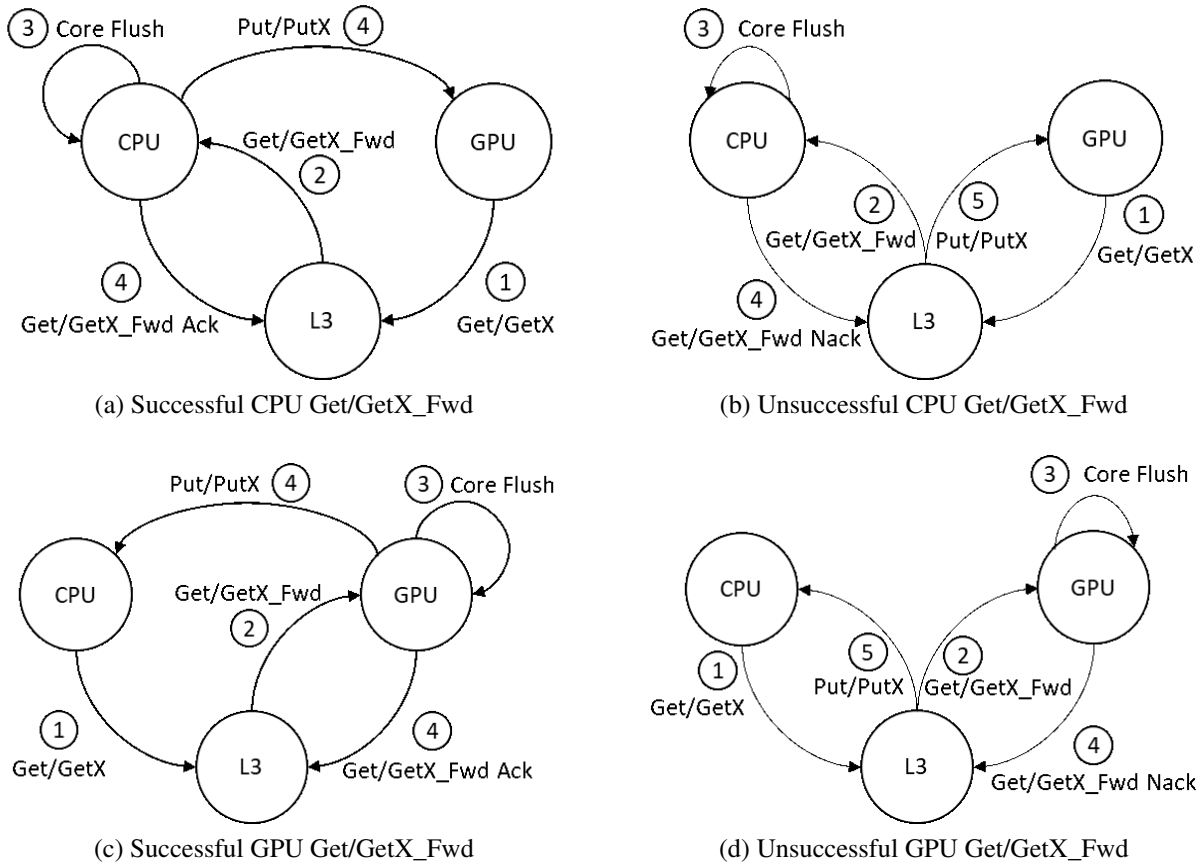 3 Core Flush
Put/PutX 4
CPU
GPU
Get/GetX_Fwd
2
4
Get/GetX_Fwd Ack
L3
1
Get/GetX
(a) Successful CPU Get/GetX_Fwd
3 Core Flush
CPU
GPU
2
Get/GetX_Fwd
5
Put/PutX
1
Get/GetX
4
Get/GetX_Fwd Nack
L3
(b) Unsuccessful CPU Get/GetX_Fwd
Put/PutX 4
3 Core Flush
CPU
GPU
Get/GetX_Fwd
2
1
Get/GetX
L3
4
Get/GetX_Fwd Ack
(c) Successful GPU Get/GetX_Fwd
3 Core Flush
CPU
GPU
1
Get/GetX
5
Put/PutX
2
Get/GetX_Fwd
L3
4
Get/GetX_Fwd Nack
(d) Unsuccessful GPU Get/GetX_Fwd